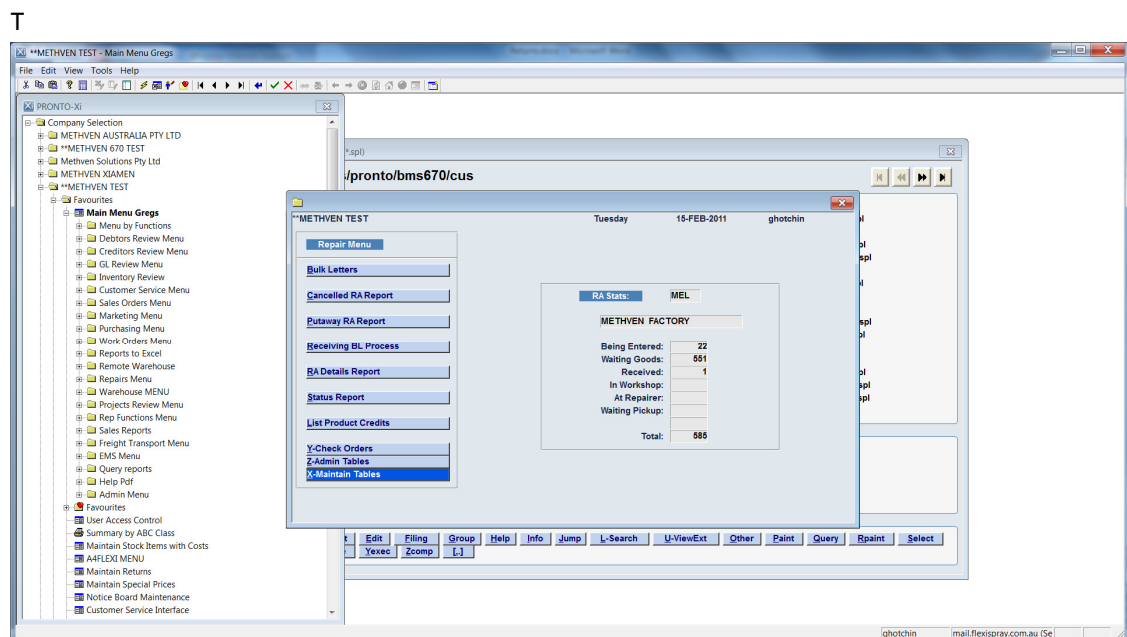 T
**METHVEN TEST - Main Menu Gregs
File Edit View Tools Help
PRONTO-Xi
Company Selection
METHVEN AUSTRALIA PTY LTD
**METHVEN 670 TEST
Methven Solutions Pty Ltd
METHVEN XIAMEN
**METHVEN TEST
Favourites
Main Menu Gregs
Menu by Functions
Debtors Review Menu
Creditors Review Menu
GL Review Menu
Inventory Review
Customer Service Menu
Sales Orders Menu
Marketing Menu
Purchasing Menu
Work Orders Menu
Reports to Excel
Remote Warehouse
Repairs Menu
Warehouse MENU
Projects Review Menu
Rep Functions Menu
Sales Reports
Freight Transport Menu
EMS Menu
Query reports
Help Pdf
Admin Menu
Favourites
User Access Control
Summary by ABC Class
Maintain Stock Items with Costs
A4FLEXI MENU
Maintain Returns
Maintain Special Prices
Notice Board Maintenance
Customer Service Interface
*.spl)
s/pronto/bms670/cus
**METHVEN TEST Tuesday 15-FEB-2011 ghotchin
Repair Menu
Bulk Letters
Cancelled RA Report
Putaway RA Report
Receiving BL Process
RA Details Report
Status Report
List Product Credits
Y-Check Orders
Z-Admin Tables
X-Maintain Tables
RA Stats: MEL
METHVEN FACTORY
Being Entered: 22
Waiting Goods: 551
Received: 1
In Workshop:
At Repairer:
Waiting Pickup:
Total: 585
t Edit Filing Group Help Info Jump L-Search U-ViewExt Other Paint Query Rpaint Select
Yexec Zcomp [..]
ghotchin mail.flexispray.com.au (Se